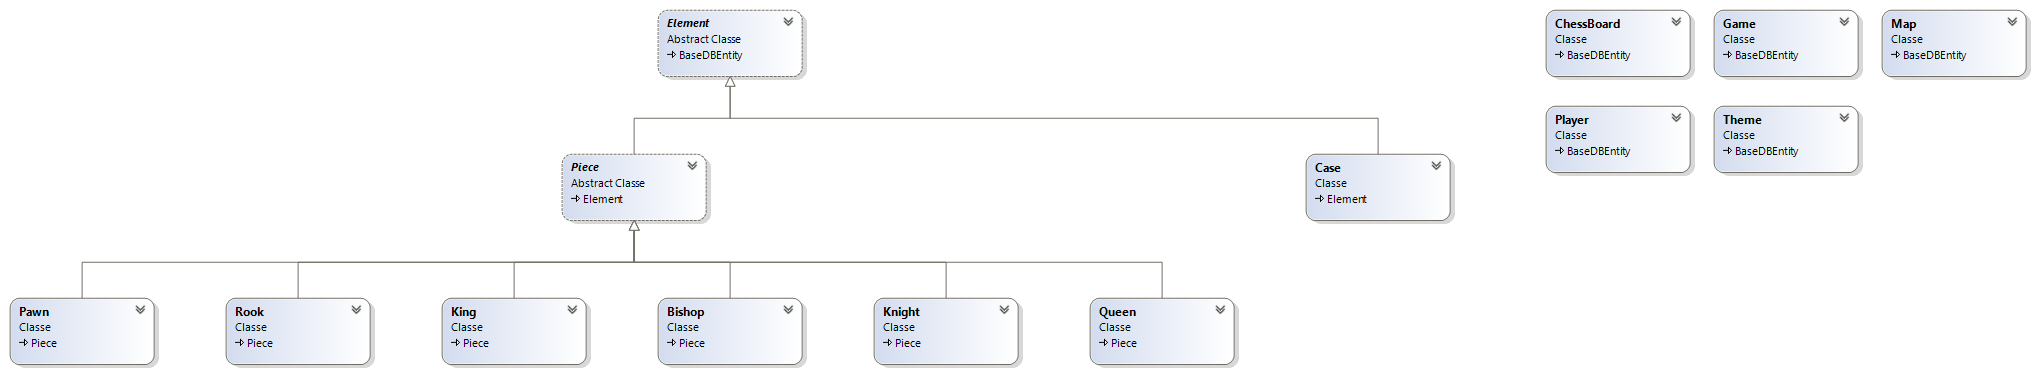 Element
Abstract Classe
BaseDBEntity
ChessBoard
Classe
BaseDBEntity
Game
Classe
BaseDBEntity
Map
Classe
BaseDBEntity
Player
Classe
BaseDBEntity
Theme
Classe
BaseDBEntity
Piece
Abstract Classe
Element
Case
Classe
Element
Pawn
Classe
Piece
Rook
Classe
Piece
King
Classe
Piece
Bishop
Classe
Piece
Knight
Classe
Piece
Queen
Classe
Piece